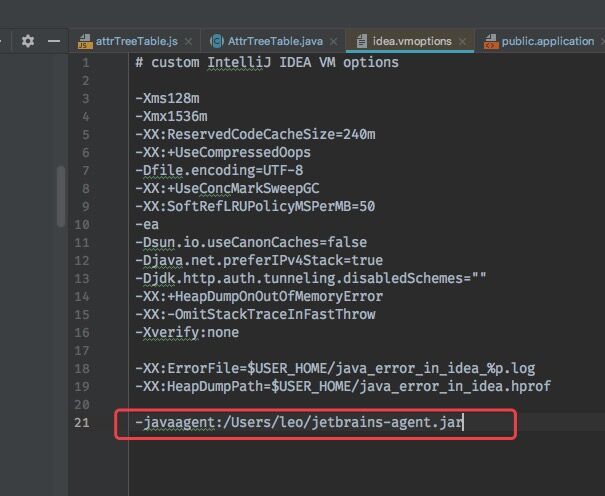 attrTreeTable.js
AttrTreeTable.java
idea.vmoptions
public.application
1 # custom IntelliJ IDEA VM options
2
3 -Xms128m
4 -Xmx1536m
5 -XX:ReservedCodeCacheSize=240m
6 -XX:+UseCompressedOops
7 -Dfile.encoding=UTF-8
8 -XX:+UseConcMarkSweepGC
9 -XX:SoftRefLRUPolicyMSPerMB=50
10 -ea
11 -Dsun.io.useCanonCaches=false
12 -Djava.net.preferIPv4Stack=true
13 -Djdk.http.auth.tunneling.disabledSchemes=""
14 -XX:+HeapDumpOnOutOfMemoryError
15 -XX:-OmitStackTraceInFastThrow
16 -Xverify:none
17
18 -XX:ErrorFile=$USER_HOME/java_error_in_idea_%p.log
19 -XX:HeapDumpPath=$USER_HOME/java_error_in_idea.hprof
20
21 -javaagent:/Users/leo/jetbrains-agent.jar